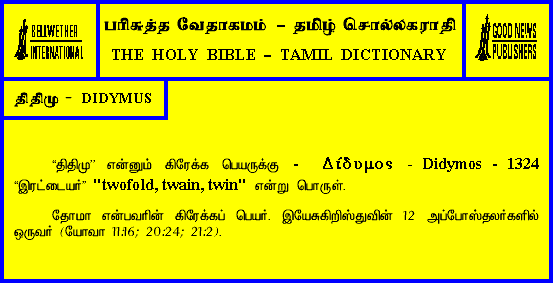 BELLWETHER
INTERNATIONAL
பரிசுத்த வேதாகமம் – தமிழ் சொல்லகராதி
THE HOLY BIBLE – TAMIL DICTIONARY
GOOD NEWS
PUBLISHERS
திதிமு – DIDYMUS
“திதிமு” என்னும் கிரேக்க பெயருக்கு - Δίδυμος - Didymos - 1324
“இரட்டையர்” "twofold, twain, twin" என்று பொருள்.
தோமா என்பவரின் கிரேக்கப் பெயர். இயேசுகிறிஸ்துவின் 12 அப்போஸ்தலர்களில்
ஒருவர் (யோவா 11:16; 20:24; 21:2).